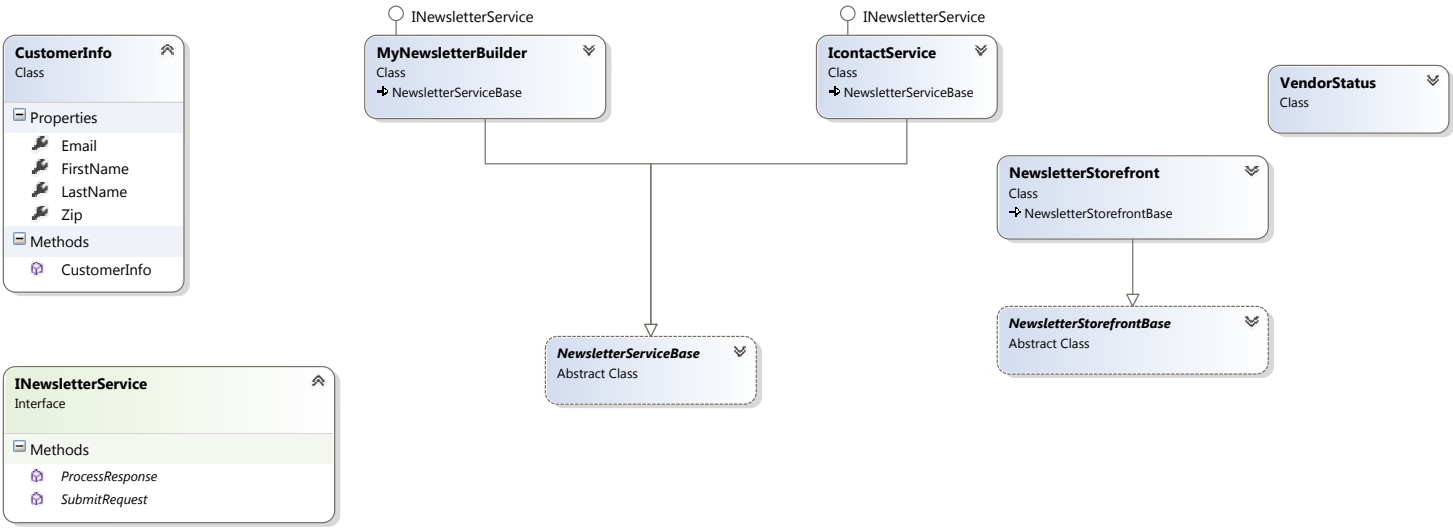 CustomerInfo
Class
Properties
Email
FirstName
LastName
Zip
Methods
CustomerInfo
INewsletterService
Interface
Methods
ProcessResponse
SubmitRequest
INewsletterService
MyNewsletterBuilder
Class
NewsletterServiceBase
INewsletterService
IcontactService
Class
NewsletterServiceBase
NewsletterServiceBase
Abstract Class
VendorStatus
Class
NewsletterStorefront
Class
NewsletterStorefrontBase
NewsletterStorefrontBase
Abstract Class